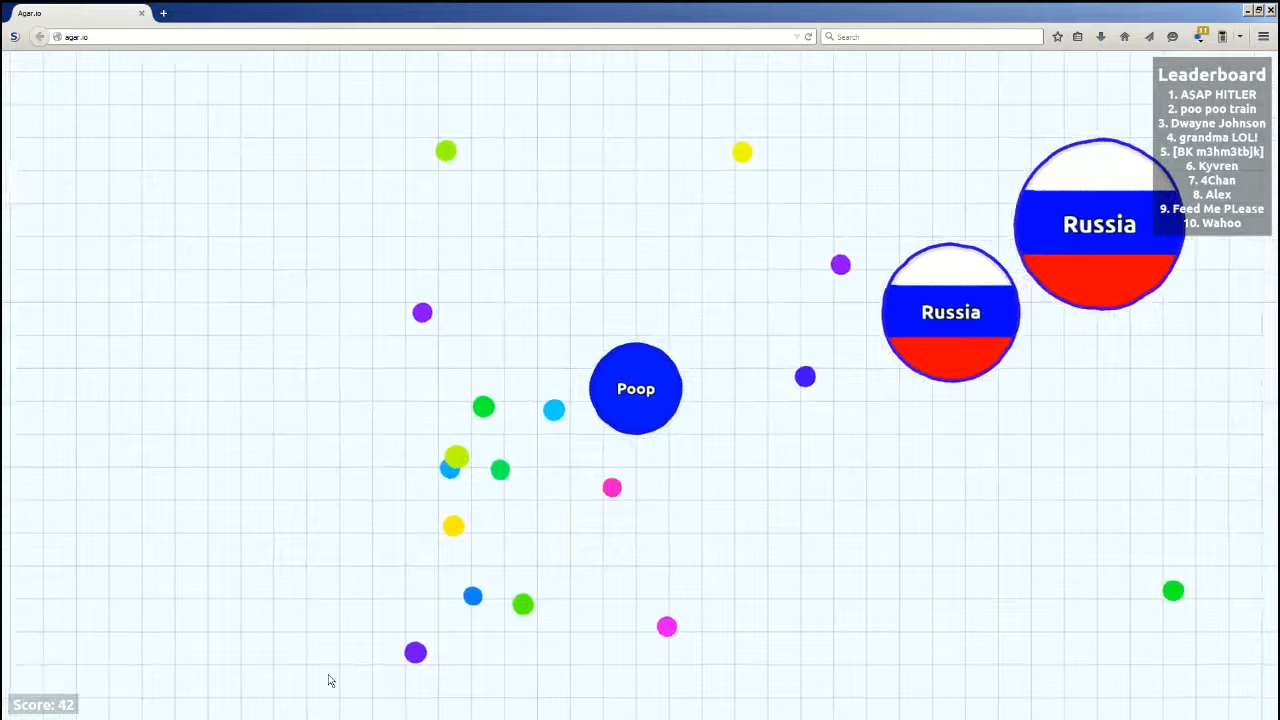 Agar.io
agar.io
Search
11
Leaderboard
1. A$AP HITLER
2. poo poo train
3. Dwayne Johnson
4. grandma LOL!
5. [BK m3hm3tbjk]
6. Kyvren
7. 4Chan
8. Alex
9. Feed Me PLease
10. Wahoo
Russia
Russia
Poop
Score: 42